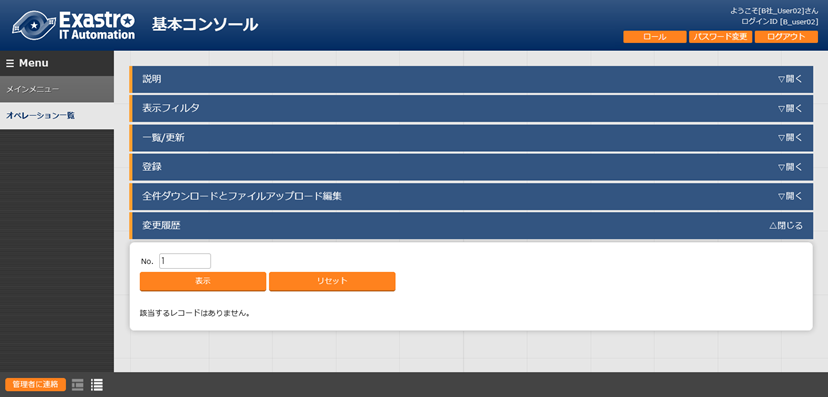 Exastro
IT Automation
基本コンソール
ようこそ[B社_User02]さん
ログインID [B_user02]
ロール
パスワード変更
ログアウト
Menu
メインメニュー
オペレーション一覧
説明
▽開く
表示フィルタ
▽開く
一覧/更新
▽開く
登録
▽開く
全件ダウンロードとファイルアップロード編集
▽開く
変更履歴
△閉じる
No. 1
表示
リセット
該当するレコードはありません。
管理者に連絡